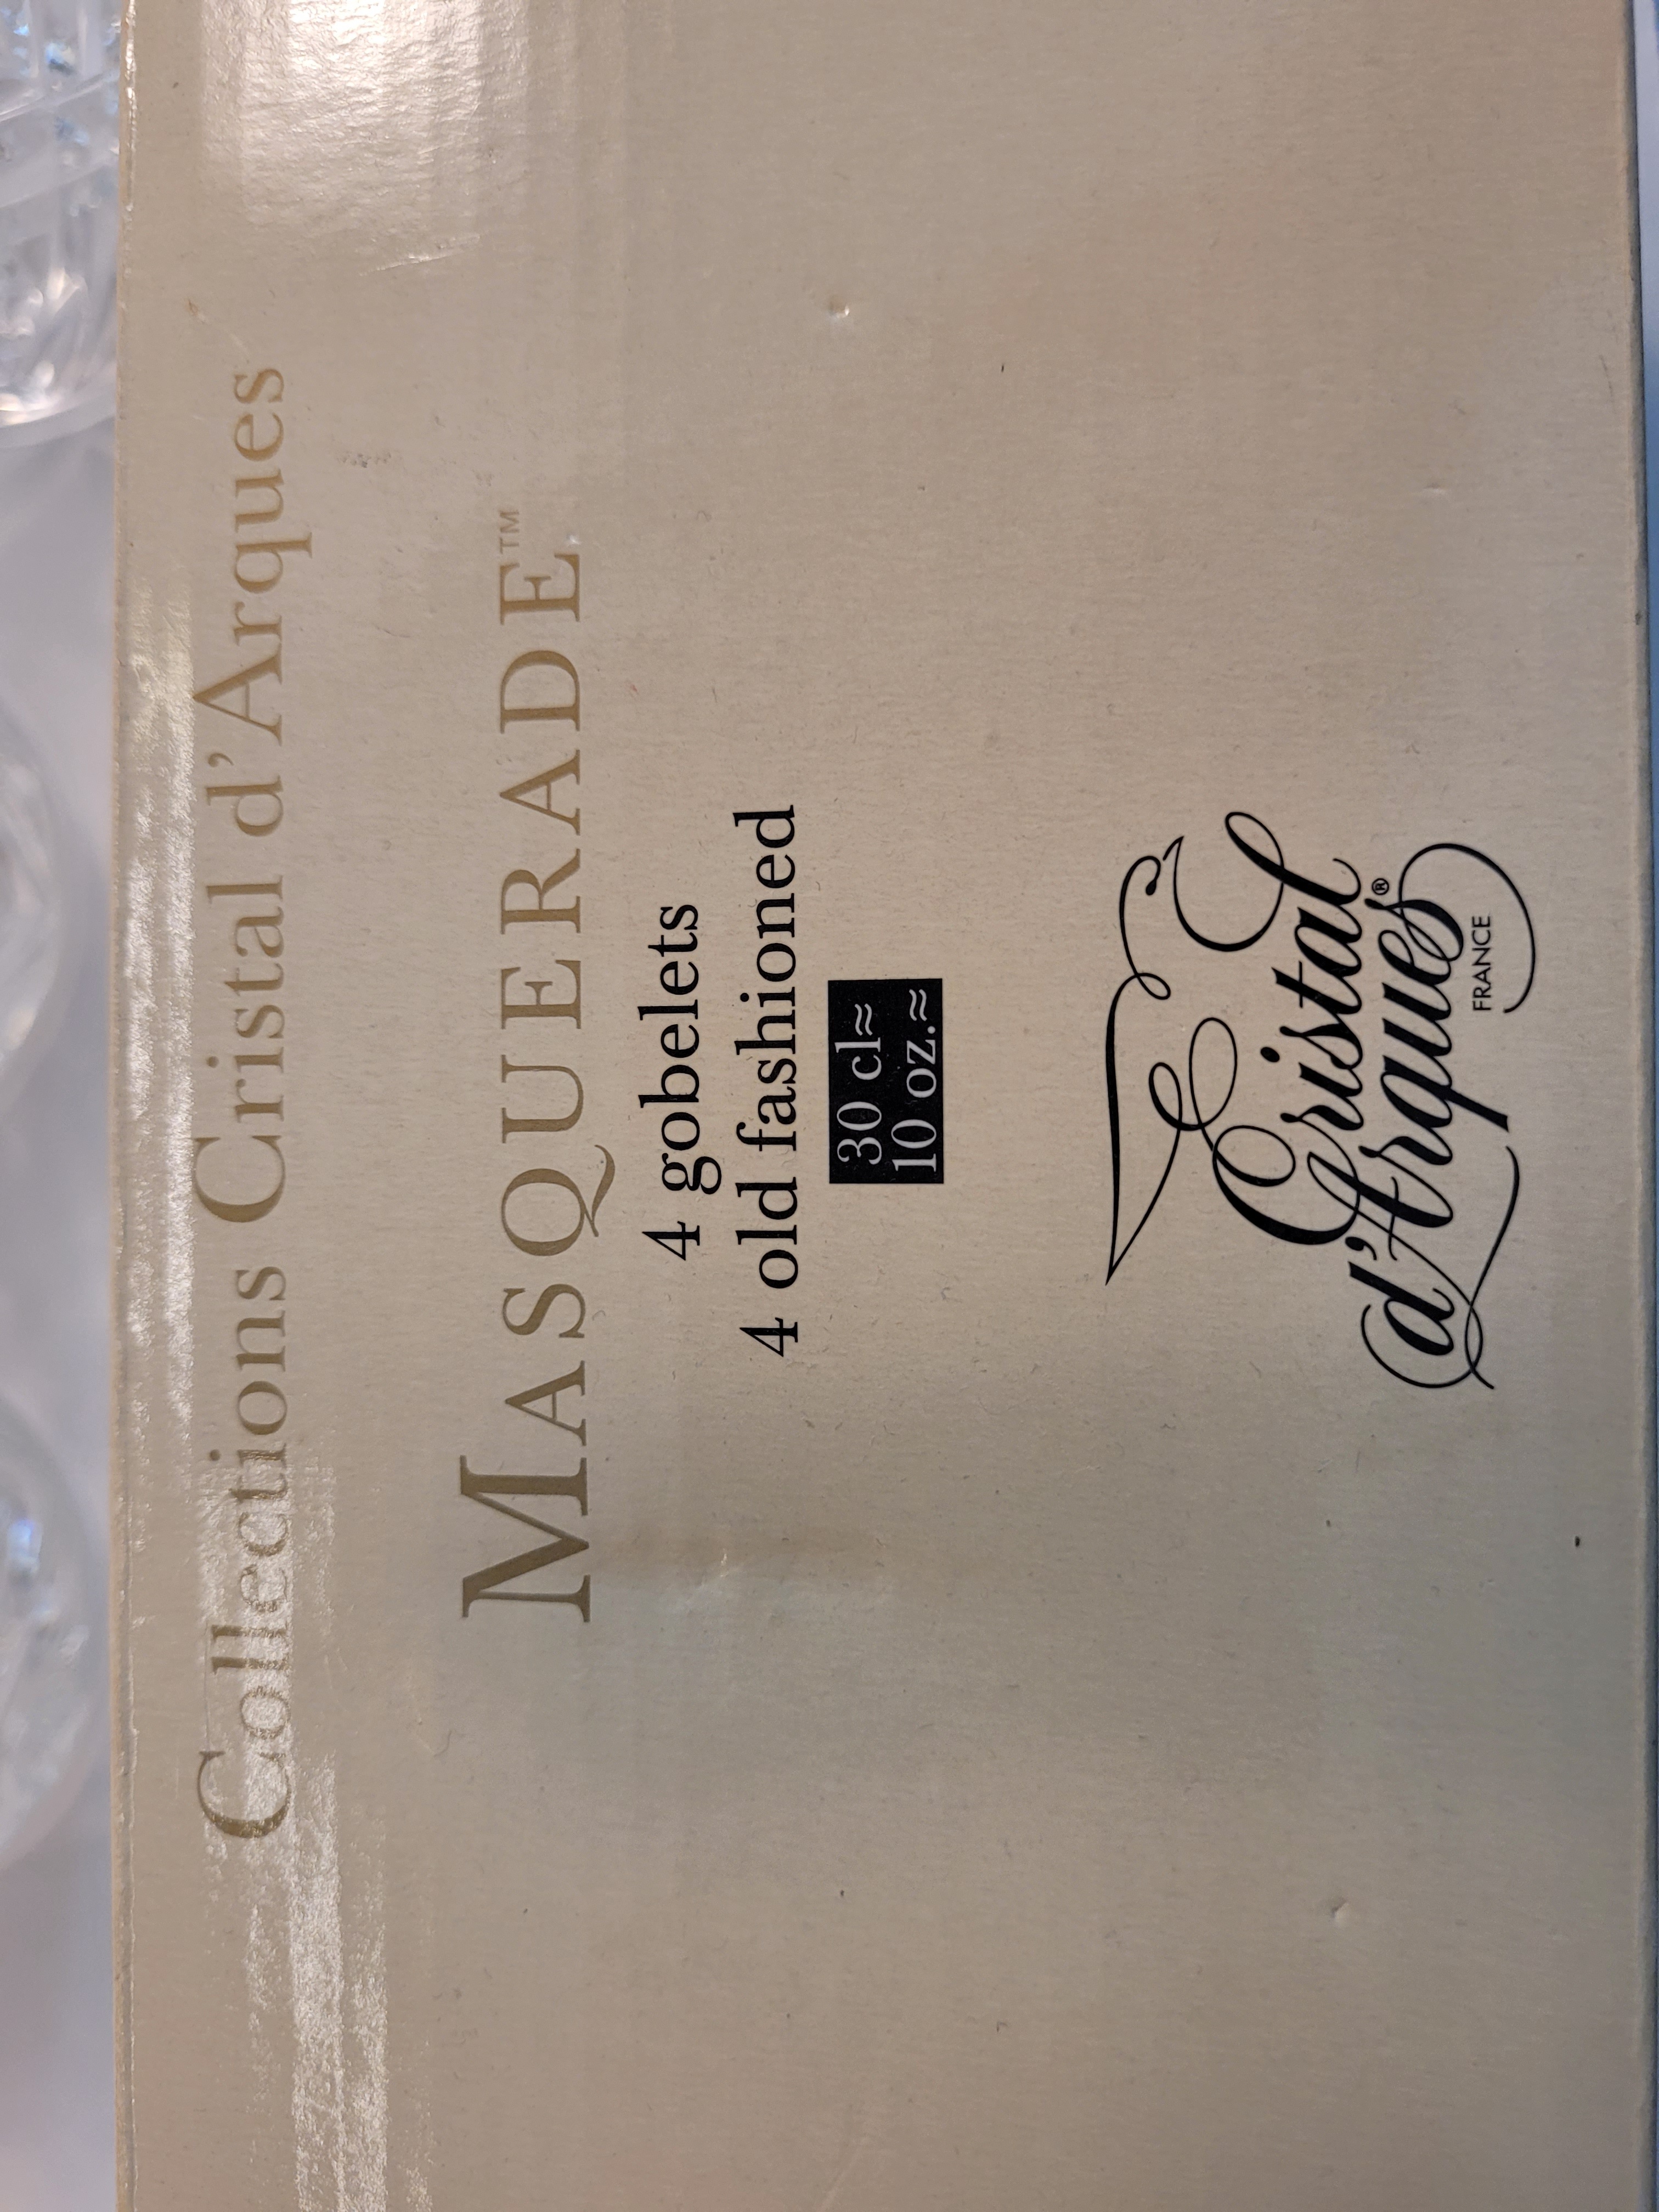 Collections Cristal d'Arques
MASQUERADE™
4 gobelets
4 old fashioned
30 cl≈
10 oz.≈
Cristal
d'Arques®
FRANCE